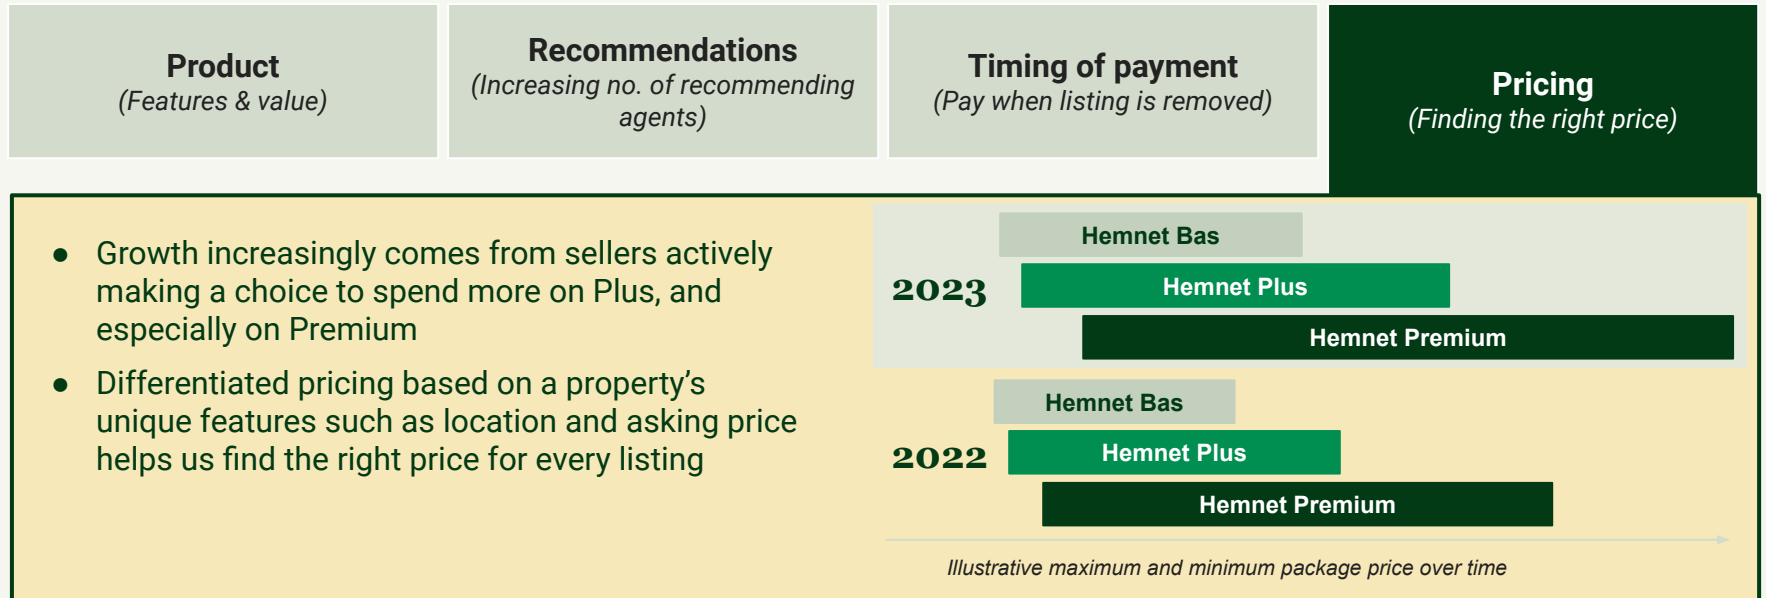 Product
(Features & value)
Recommendations
(Increasing no. of recommending
agents)
Timing of payment
(Pay when listing is removed)
Pricing
(Finding the right price)
● Growth increasingly comes from sellers actively
making a choice to spend more on Plus, and
especially on Premium
● Differentiated pricing based on a property’s
unique features such as location and asking price
helps us find the right price for every listing
2023
Hemnet Bas
Hemnet Plus
Hemnet Premium
2022
Hemnet Bas
Hemnet Plus
Hemnet Premium
Illustrative maximum and minimum package price over time